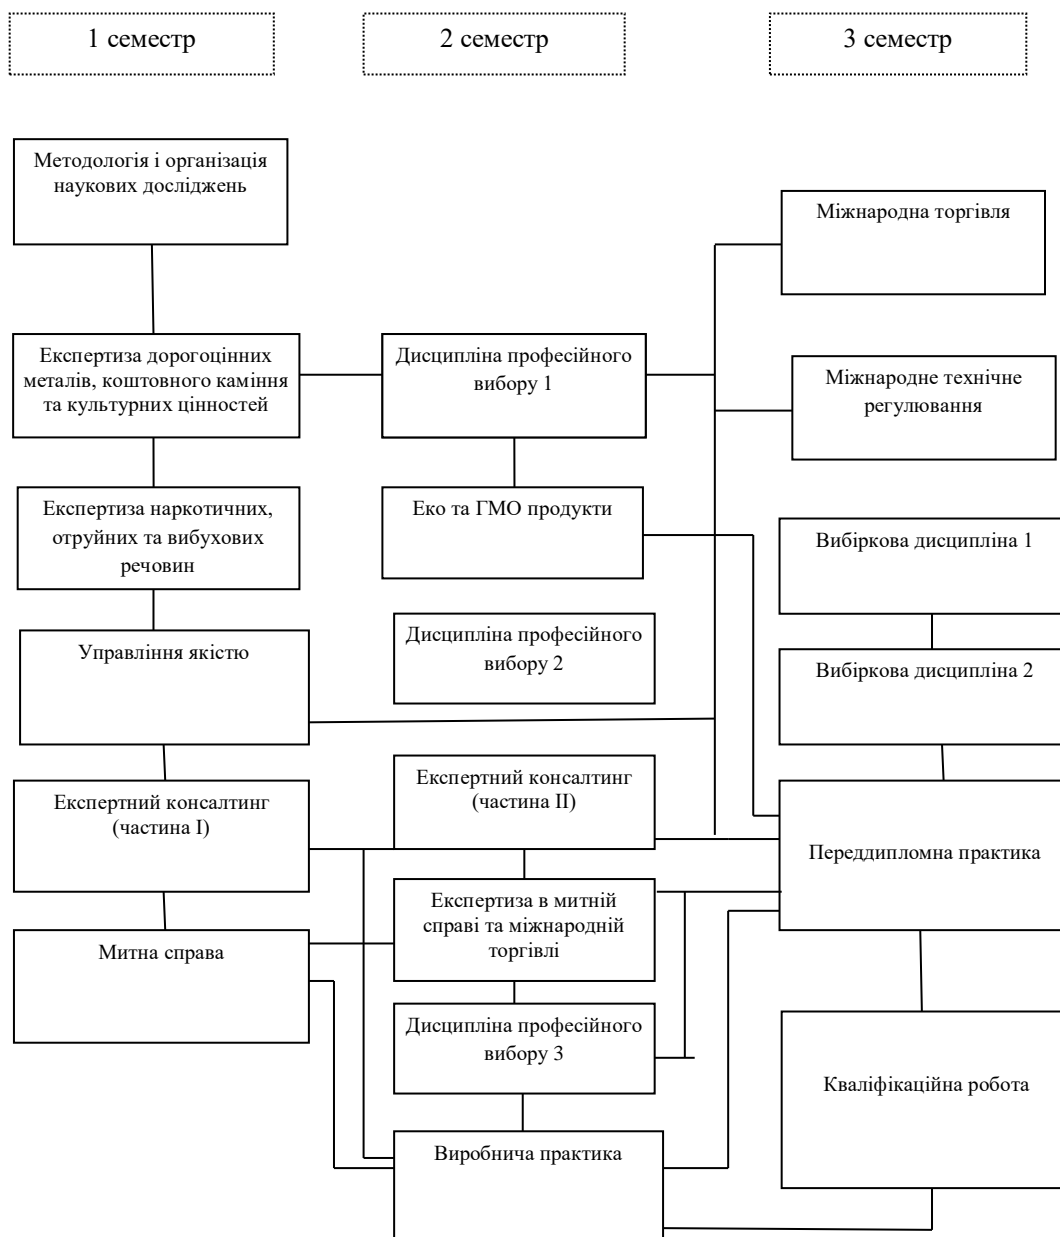 1 семестр
2 семестр
3 семестр
Методологія і організація
наукових досліджень
Міжнародна торгівля
Експертиза дорогоцінних
металів, коштовного каміння
та культурних цінностей
Дисципліна професійного
вибору 1
Міжнародне технічне
регулювання
Експертиза наркотичних,
отруйних та вибухових
речовин
Еко та ГМО продукти
Вибіркова дисципліна 1
Управління якістю
Дисципліна професійного
вибору 2
Вибіркова дисципліна 2
Експертний консалтинг
(частина І)
Експертний консалтинг
(частина ІІ)
Переддипломна практика
Митна справа
Експертиза в митній
справі та міжнародній
торгівлі
Дисципліна професійного
вибору 3
Кваліфікаційна робота
Виробнича практика